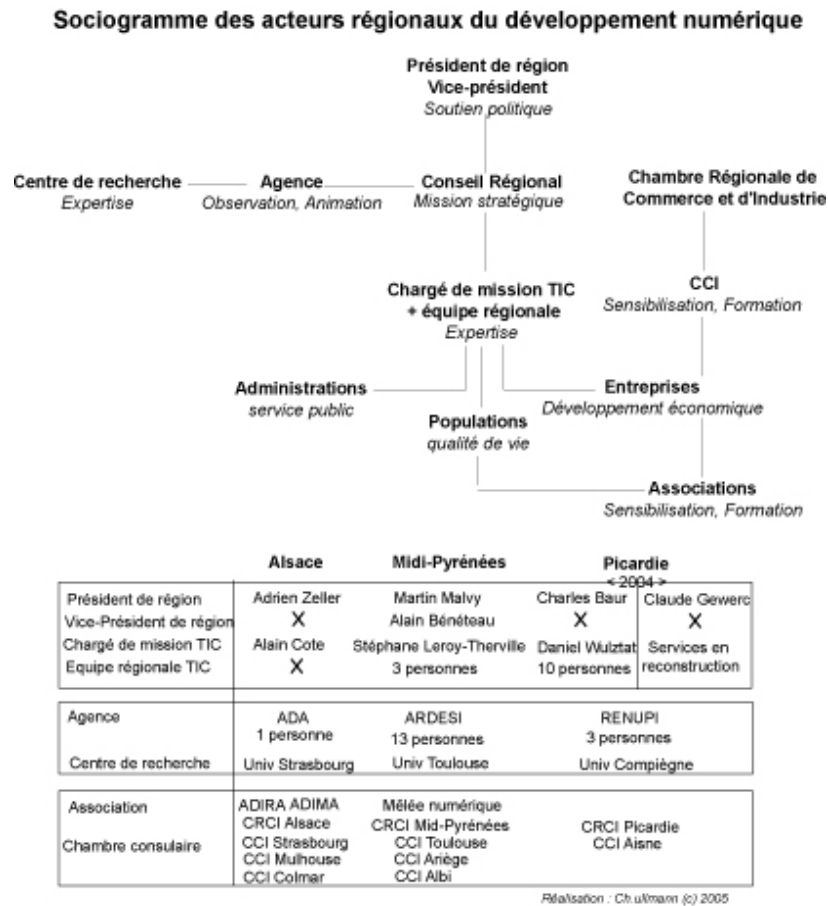 Sociogramme des acteurs régionaux du développement numérique
Président de région
Vice-président
Soutien politique
Centre de recherche
Expertise
Agence
Observation, Animation
Conseil Régional
Mission stratégique
Chambre Régionale de
Commerce et d'Industrie
Chargé de mission TIC
+ équipe régionale
Expertise
CCI
Sensibilisation, Formation
Administrations
service public
Populations
qualité de vie
Entreprises
Développement économique
Associations
Sensibilisation, Formation
Alsace Midi-Pyrénées Picardie
< 2004 >
Président de région Adrien Zeller Martin Malvy Charles Baur Claude Gewerc
Vice-Président de région X Alain Bénéteau X X
Chargé de mission TIC Alain Cote Stéphane Leroy-Therville Daniel Wulztat Services en
Equipe régionale TIC X 3 personnes 10 personnes reconstruction
Agence ADA ARDESI RENUPI
1 personne 13 personnes 3 personnes
Centre de recherche Univ Strasbourg Univ Toulouse Univ Compiègne
Association ADIRA ADIMA Mêlée numérique
CRCI Alsace CRCI Mid-Pyrénées CRCI Picardie
Chambre consulaire CCI Strasbourg CCI Toulouse CCI Aisne
CCI Mulhouse CCI Ariège
CCI Colmar CCI Albi
Réalisation : Ch.ullmann (c) 2005